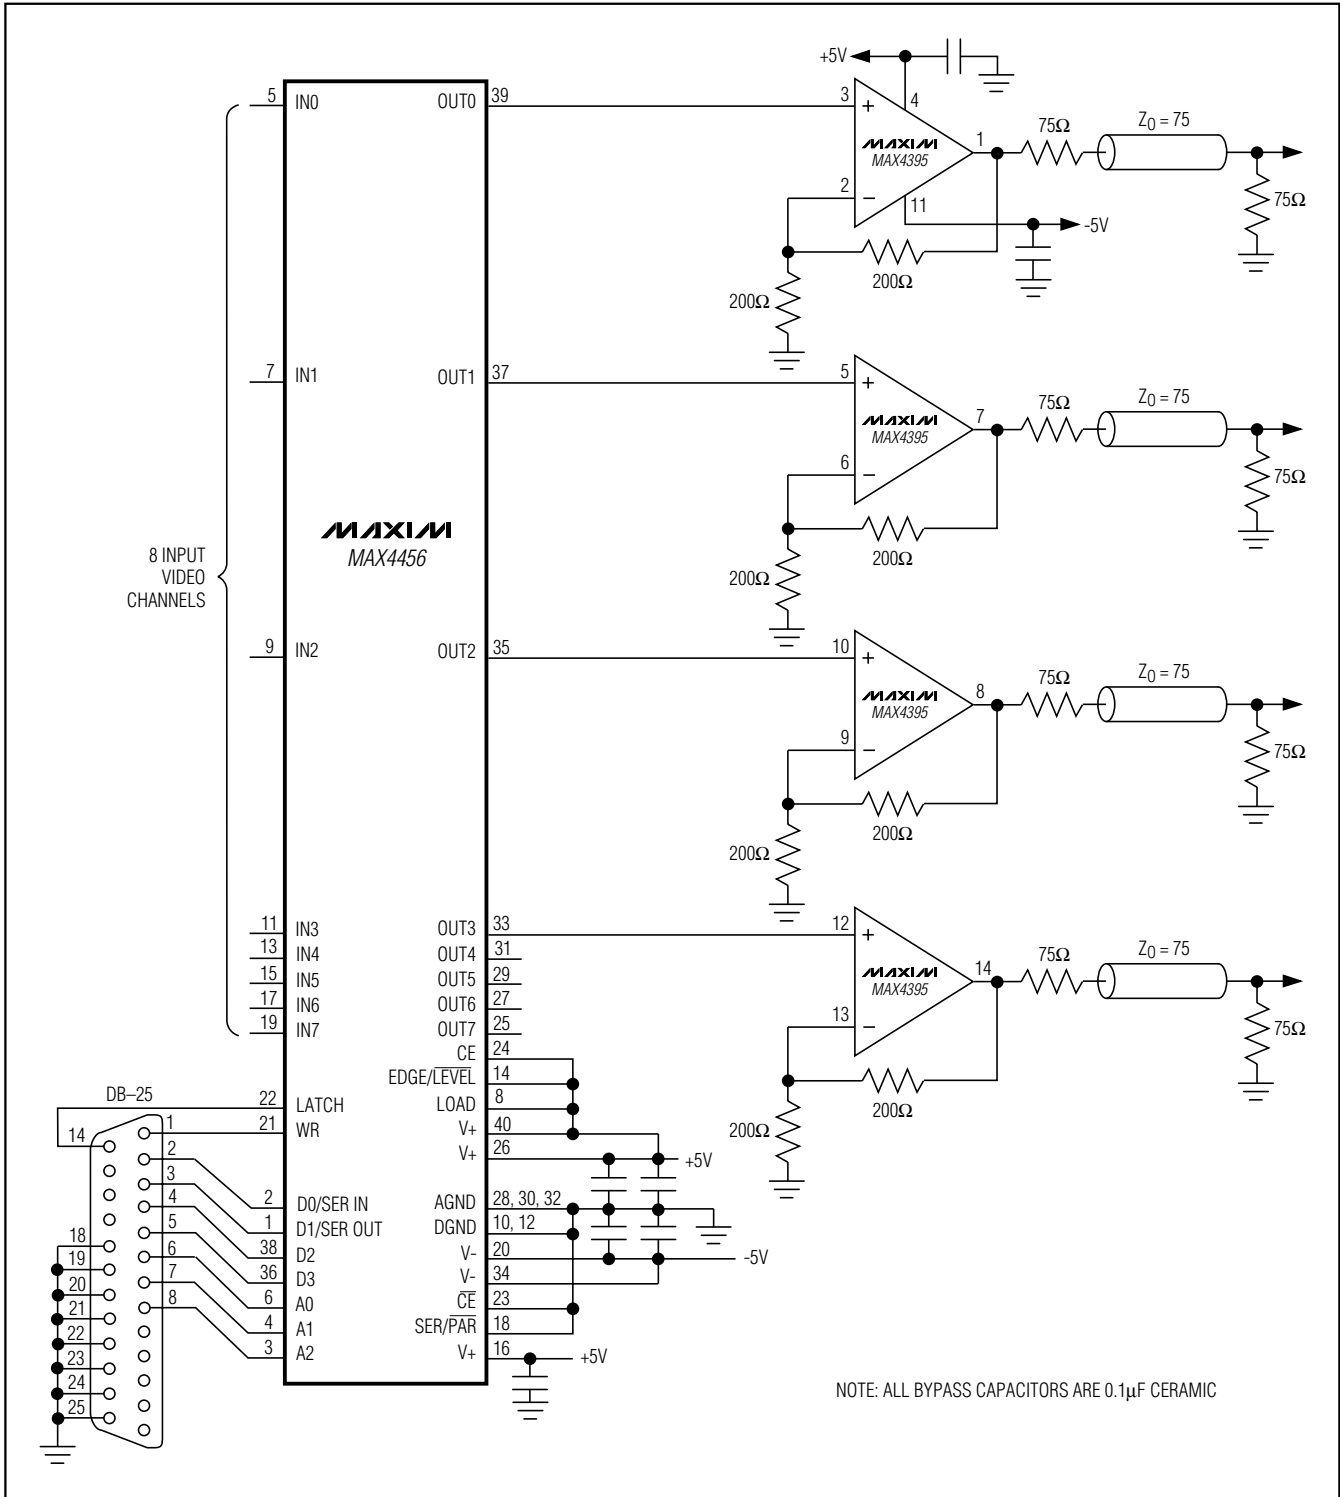 +5V
4
3
+
MAXIM
MAX4395
1
75Ω
Z0 = 75
75Ω
2
−
11
-5V
200Ω
200Ω
5
+
MAXIM
MAX4395
7
75Ω
Z0 = 75
75Ω
6
−
200Ω
200Ω
10
+
MAXIM
MAX4395
8
75Ω
Z0 = 75
75Ω
9
−
200Ω
200Ω
12
+
MAXIM
MAX4395
14
75Ω
Z0 = 75
75Ω
13
−
200Ω
200Ω
8 INPUT
VIDEO
CHANNELS
MAXIM
MAX4456
5 IN0
7 IN1
9 IN2
11 IN3
13 IN4
15 IN5
17 IN6
19 IN7
22 LATCH
21 WR
2 D0/SER IN
1 D1/SER OUT
38 D2
36 D3
6 A0
4 A1
3 A2
OUT0 39
OUT1 37
OUT2 35
OUT3 33
OUT4 31
OUT5 29
OUT6 27
OUT7 25
CE 24
EDGE/L̅E̅V̅E̅L̅ 14
LOAD 8
V+ 40
V+ 26
+5V
AGND 28, 30, 32
DGND 10, 12
V- 20
-5V
V- 34
C̅E̅ 23
SER/P̅A̅R̅ 18
V+ 16
+5V
DB–25
14
1
2
3
4
5
6
7
8
18
19
20
21
22
23
24
25
NOTE: ALL BYPASS CAPACITORS ARE 0.1µF CERAMIC